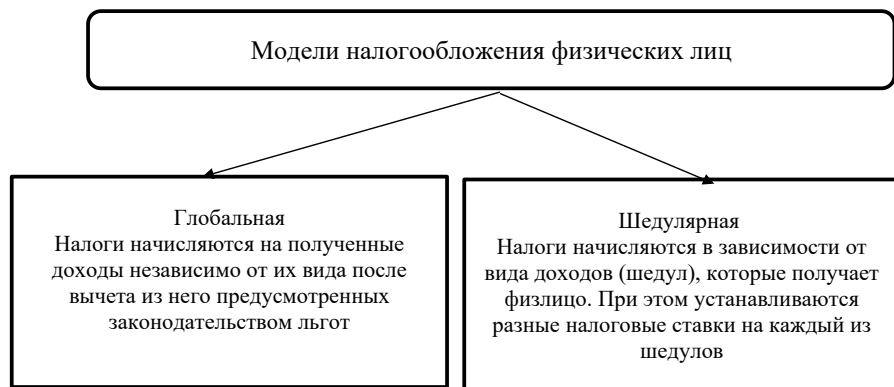 Модели налогообложения физических лиц
Глобальная
Налоги начисляются на полученные
доходы независимо от их вида после
вычета из него предусмотренных
законодательством льгот
Шедулярная
Налоги начисляются в зависимости от
вида доходов (шедул), которые получает
физлицо. При этом устанавливаются
разные налоговые ставки на каждый из
шедулов